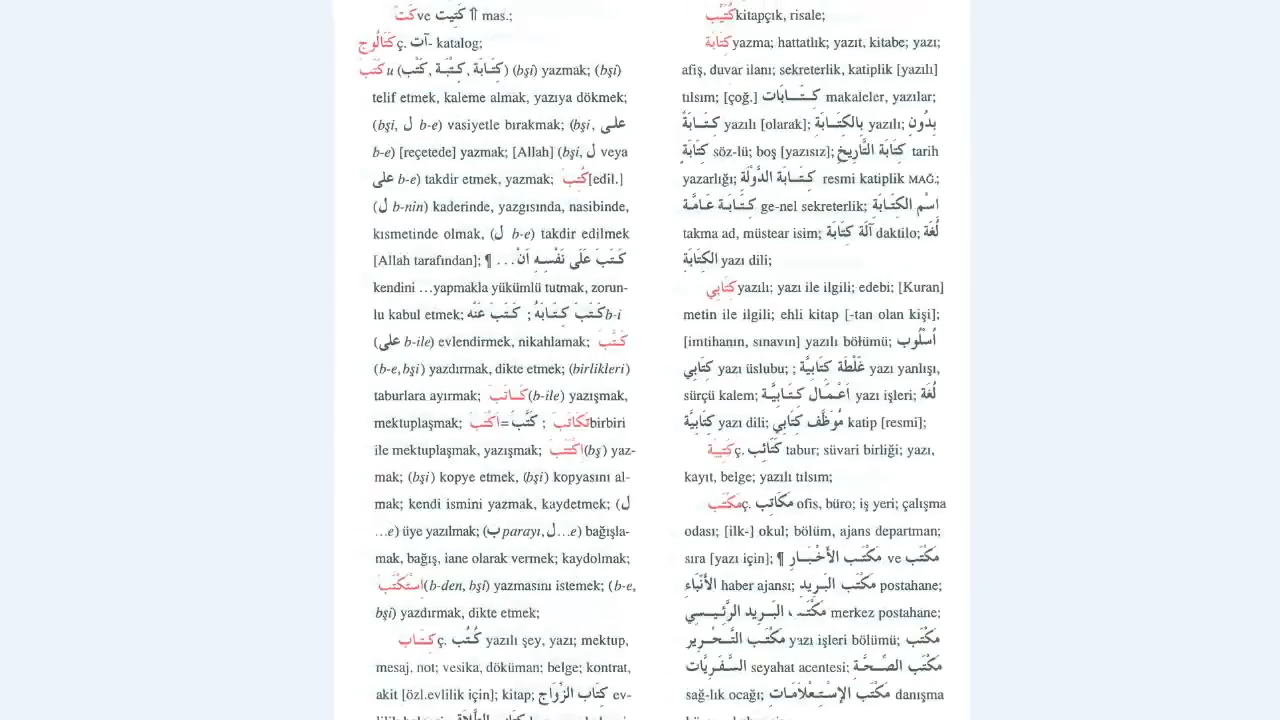 كَتَّ ve كَتِيت ⇑ mas.;
كَتَالُوج ç. آت- katalog;
كَتَبَ u (كِتَابَة، كِتْبَة، كَتْب) (bşi) yazmak; (bşi)
telif etmek, kaleme almak, yazıya dökmek;
(bşi, ل b-e) vasiyetle bırakmak; (bşi, على
b-e) [reçetede] yazmak; [Allah] (bşi, ل veya
على b-e) takdir etmek, yazmak; كُتِبَ [edil.]
(ل b-nin) kaderinde, yazgısında, nasibinde,
kısmetinde olmak, (ل b-e) takdir edilmek
[Allah tarafından]; ¶ كَتَبَ عَلَى نَفْسِهِ أَنْ ...
kendini …yapmakla yükümlü tutmak, zorun-
lu kabul etmek; كَتَبَ كِتَابَهُ ; كَتَبَ عَنْهُ b-i
(على b-ile) evlendirmek, nikahlamak; كَتَّبَ
(b-e, bşi) yazdırmak, dikte etmek; (birlikleri)
taburlara ayırmak; كَاتَبَ (b-ile) yazışmak,
mektuplaşmak; أَكْتَبَ = كَتَّبَ ; تَكَاتَبَ birbiri
ile mektuplaşmak, yazışmak; اِكْتَتَبَ (bş) yaz-
mak; (bşi) kopye etmek, (bşi) kopyasını al-
mak; kendi ismini yazmak, kaydetmek; (ل
…e) üye yazılmak; (ب parayı, ل…e) bağışla-
mak, bağış, iane olarak vermek; kaydolmak;
اِسْتَكْتَبَ (b-den, bşi) yazmasını istemek; (b-e,
bşi) yazdırmak, dikte etmek;
كِتَاب ç. كُتُب yazılı şey, yazı; mektup,
mesaj, not; vesika, döküman; belge; kontrat,
akit [özl.evlilik için]; kitap; كِتَاب الزَّوَاج ev-
كُتَيِّب kitapçık, risale;
كِتَابَة yazma; hattatlık; yazıt, kitabe; yazı;
afiş, duvar ilanı; sekreterlik, katiplik [yazılı]
tılsım; [çoğ.] كِتَابَات makaleler, yazılar;
كِتَابَةً yazılı [olarak]; بِالكِتَابَة yazılı; بِدُونِ
كِتَابَةٍ söz-lü; boş [yazısız]; كِتَابَة التَّارِيخ tarih
yazarlığı; كِتَابَة الدَّوْلَة resmi katiplik MAĞ.;
كِتَابَة عَامَّة ge-nel sekreterlik; اِسْم الكِتَابَة
takma ad, müstear isim; آلَة كِتَابَة daktilo; لُغَة
الكِتَابَة yazı dili;
كِتَابِي yazılı; yazı ile ilgili; edebi; [Kuran]
metin ile ilgili; ehli kitap [-tan olan kişi];
[imtihanın, sınavın] yazılı bölümü; أُسْلُوب
كِتَابِي yazı üslubu; ; غَلْطَة كِتَابِيَّة yazı yanlışı,
sürçü kalem; أَعْمَال كِتَابِيَّة yazı işleri; لُغَة
كِتَابِيَّة yazı dili; مُوَظَّف كِتَابِي katip [resmi];
كَتِيبَة ç. كَتَائِب tabur; süvari birliği; yazı,
kayıt, belge; yazılı tılsım;
مَكْتَب ç. مَكَاتِب ofis, büro; iş yeri; çalışma
odası; [ilk-] okul; bölüm, ajans departman;
sıra [yazı için]; ¶ مَكْتَب الأَخْبَار ve مَكْتَب
الأَنْبَاء haber ajansı; مَكْتَب البَرِيد postahane;
مَكْتَب البَرِيد الرَّئِيسِي merkez postahane;
مَكْتَب التَّحْرِير yazı işleri bölümü; مَكْتَب
السَّفَرِيَّات seyahat acentesi; مَكْتَب الصِّحَّة
sağ-lık ocağı; مَكْتَب الإِسْتِعْلَامَات danışma